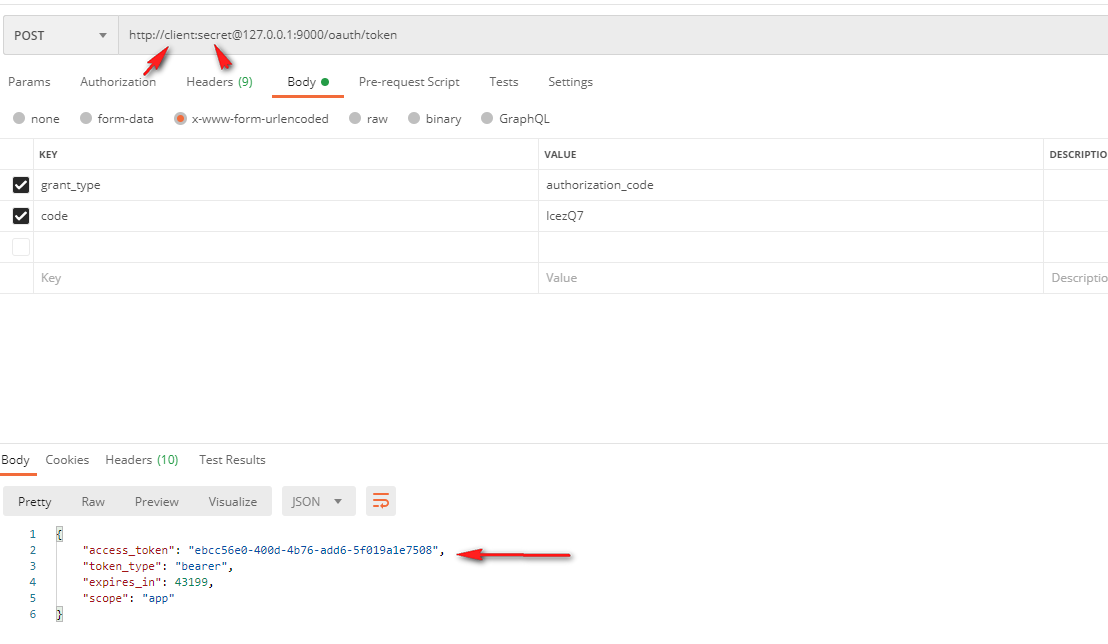 POST http://client:secret@127.0.0.1:9000/oauth/token
Params Authorization Headers (9) Body Pre-request Script Tests Settings
none form-data x-www-form-urlencoded raw binary GraphQL
KEY VALUE DESCRIPTIO
grant_type authorization_code
code lcezQ7
Key Value Descriptio
Body Cookies Headers (10) Test Results
Pretty Raw Preview Visualize JSON
1 {
2 "access_token": "ebcc56e0-400d-4b76-add6-5f019a1e7508",
3 "token_type": "bearer",
4 "expires_in": 43199,
5 "scope": "app"
6 }